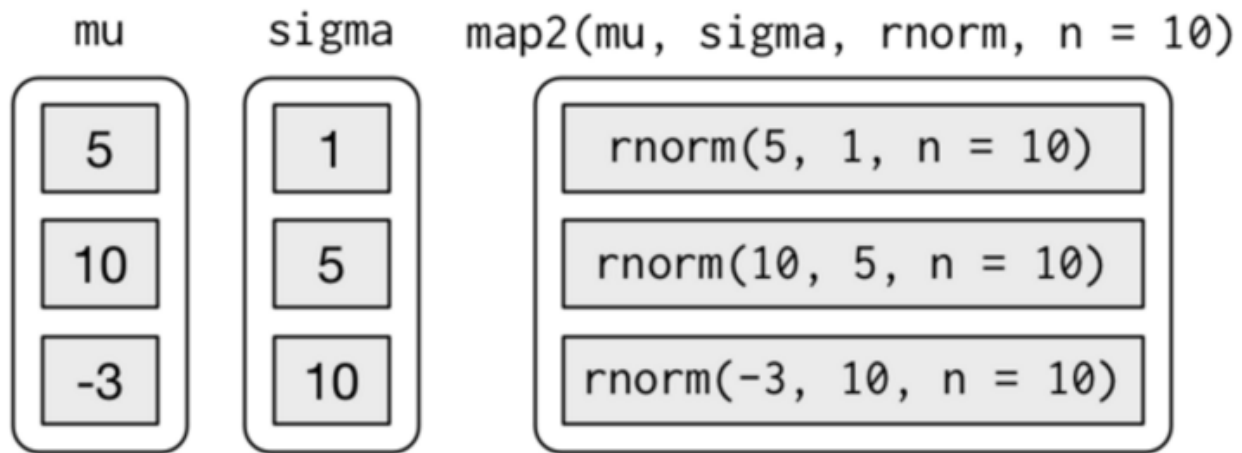 mu sigma map2(mu, sigma, rnorm, n = 10)
5 1 rnorm(5, 1, n = 10)
10 5 rnorm(10, 5, n = 10)
-3 10 rnorm(-3, 10, n = 10)